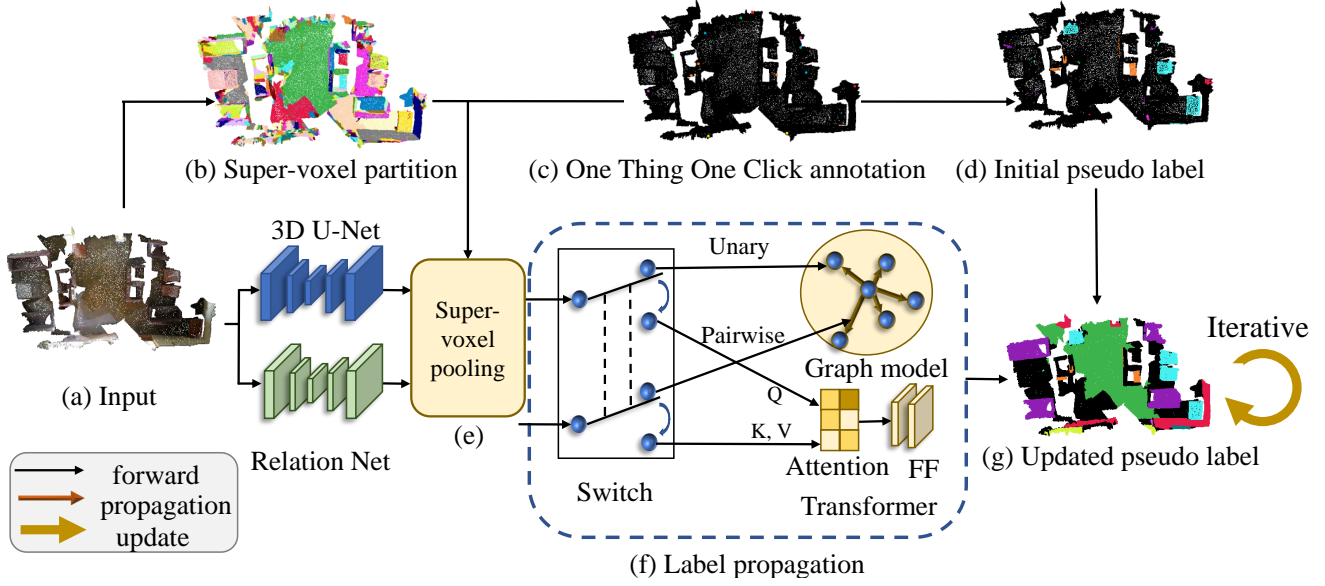 (b) Super-voxel partition
(c) One Thing One Click annotation
(d) Initial pseudo label
3D U-Net
Unary
Super-
voxel
pooling
Pairwise
Graph model
Iterative
(a) Input
Q
(e)
K, V
Relation Net
Attention
FF
(g) Updated pseudo label
Switch
Transformer
forward
propagation
update
(f) Label propagation